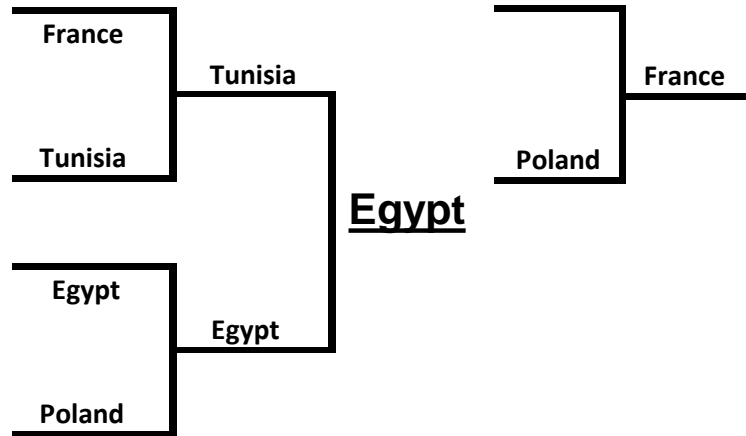 France
Tunisia
Tunisia
Egypt
Egypt
Poland
Egypt
Poland
France